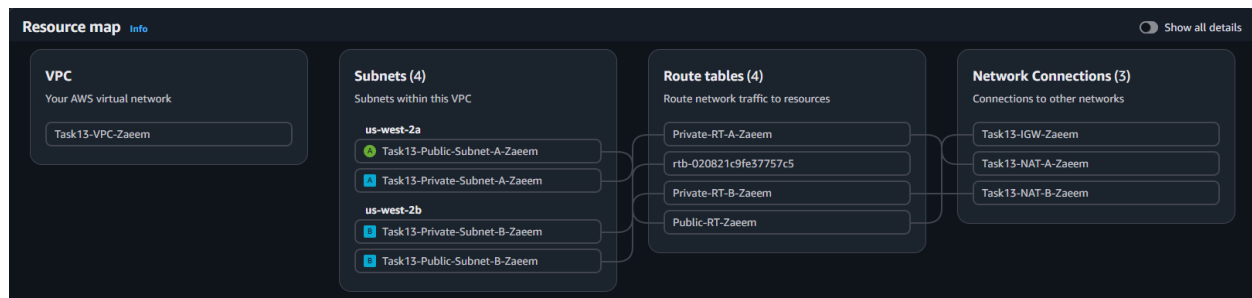 Resource map Info
Show all details
VPC
Your AWS virtual network
Task13-VPC-Zaeem
Subnets (4)
Subnets within this VPC
us-west-2a
A Task13-Public-Subnet-A-Zaeem
A Task13-Private-Subnet-A-Zaeem
us-west-2b
B Task13-Private-Subnet-B-Zaeem
B Task13-Public-Subnet-B-Zaeem
Route tables (4)
Route network traffic to resources
Private-RT-A-Zaeem
rtb-020821c9fe37757c5
Private-RT-B-Zaeem
Public-RT-Zaeem
Network Connections (3)
Connections to other networks
Task13-IGW-Zaeem
Task13-NAT-A-Zaeem
Task13-NAT-B-Zaeem